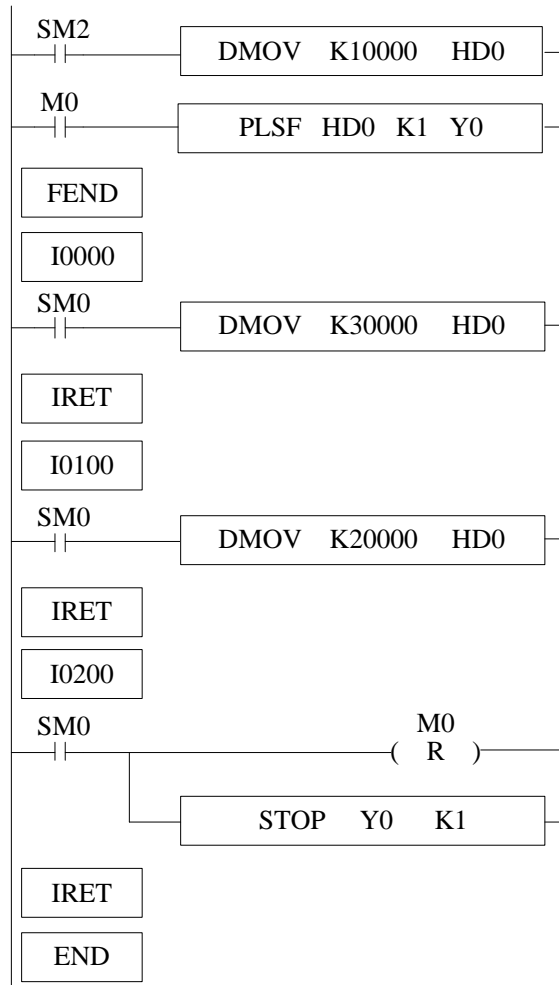 SM2
DMOV K10000 HD0
M0
PLSF HD0 K1 Y0
FEND
I0000
SM0
DMOV K30000 HD0
IRET
I0100
SM0
DMOV K20000 HD0
IRET
I0200
SM0
M0
( R )
STOP Y0 K1
IRET
END